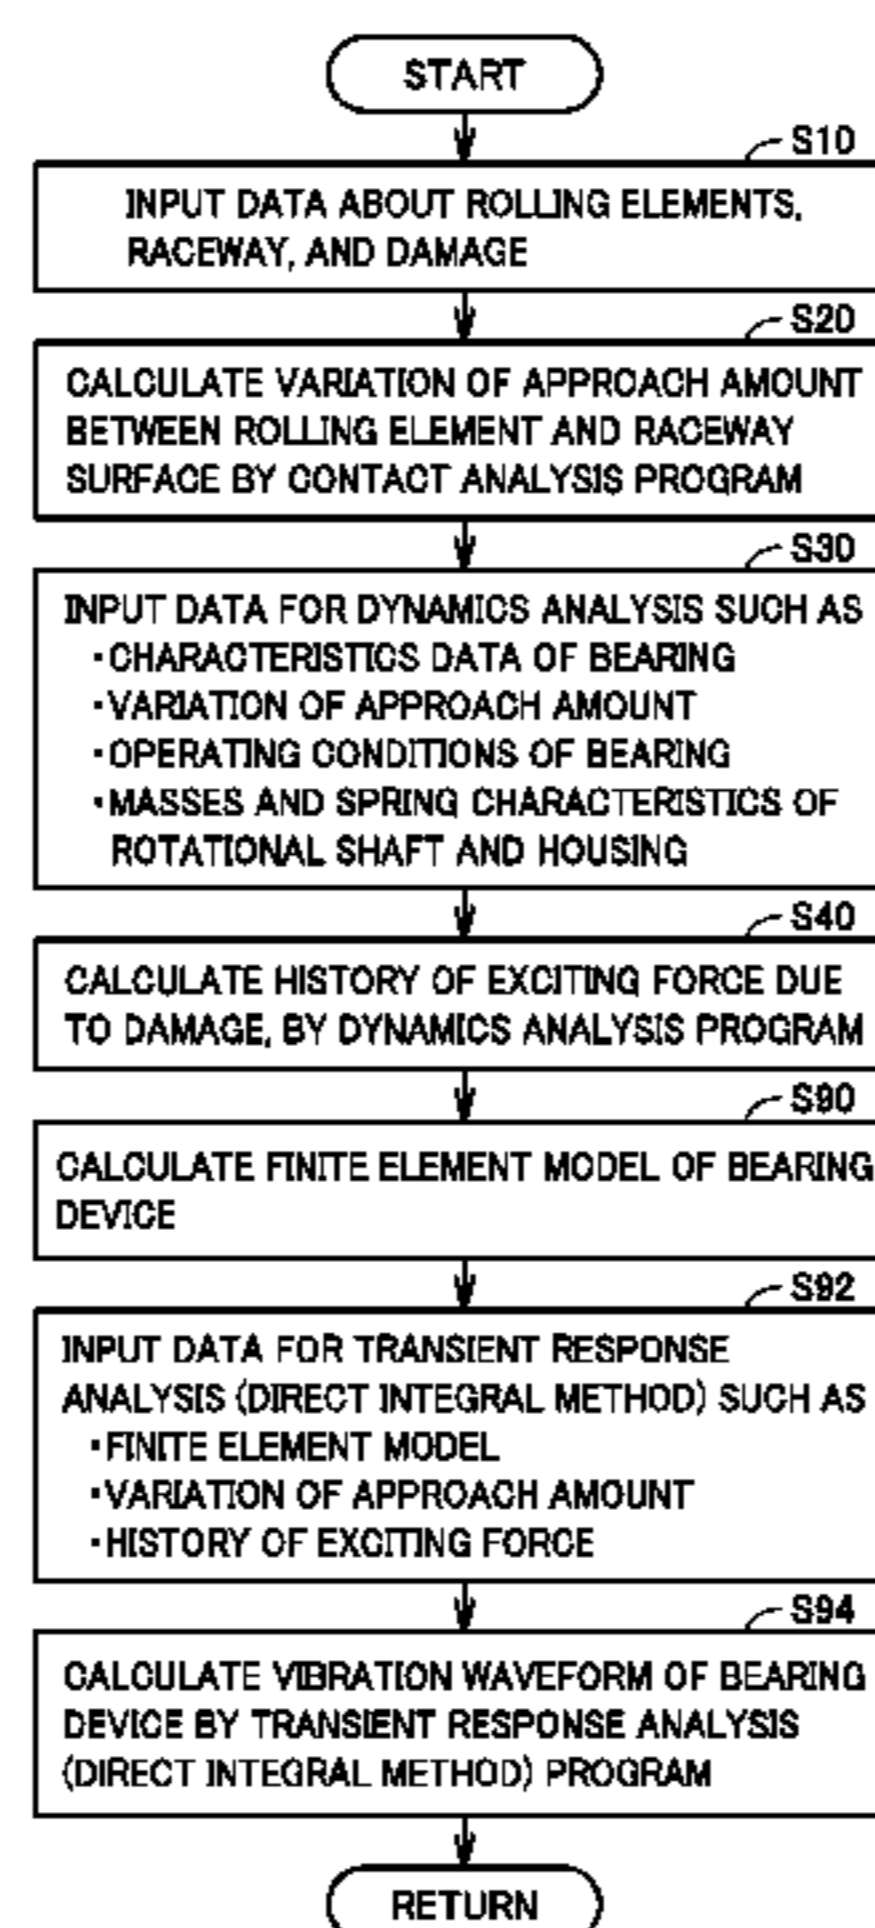 START
S10
INPUT DATA ABOUT ROLLING ELEMENTS,
RACEWAY, AND DAMAGE
S20
CALCULATE VARIATION OF APPROACH AMOUNT
BETWEEN ROLLING ELEMENT AND RACEWAY
SURFACE BY CONTACT ANALYSIS PROGRAM
S30
INPUT DATA FOR DYNAMICS ANALYSIS SUCH AS
・CHARACTERISTICS DATA OF BEARING
・VARIATION OF APPROACH AMOUNT
・OPERATING CONDITIONS OF BEARING
・MASSES AND SPRING CHARACTERISTICS OF
ROTATIONAL SHAFT AND HOUSING
S40
CALCULATE HISTORY OF EXCITING FORCE DUE
TO DAMAGE, BY DYNAMICS ANALYSIS PROGRAM
S90
CALCULATE FINITE ELEMENT MODEL OF BEARING
DEVICE
S92
INPUT DATA FOR TRANSIENT RESPONSE
ANALYSIS (DIRECT INTEGRAL METHOD) SUCH AS
・FINITE ELEMENT MODEL
・VARIATION OF APPROACH AMOUNT
・HISTORY OF EXCITING FORCE
S94
CALCULATE VIBRATION WAVEFORM OF BEARING
DEVICE BY TRANSIENT RESPONSE ANALYSIS
(DIRECT INTEGRAL METHOD) PROGRAM
RETURN